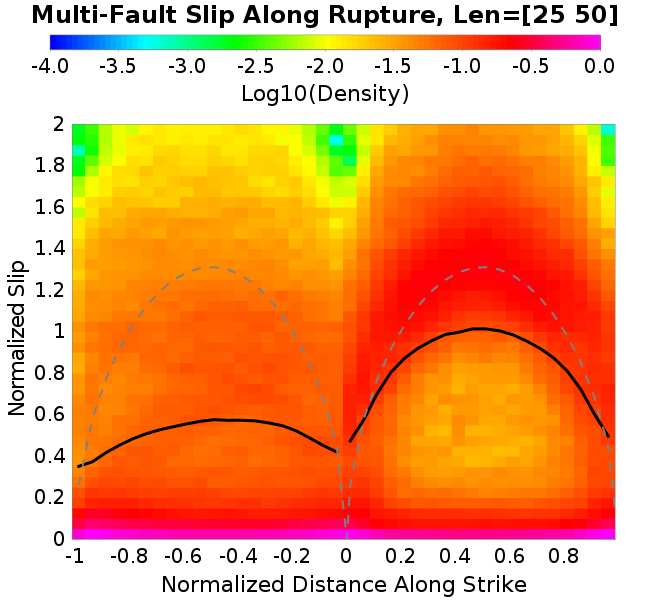 Multi-Fault Slip Along Rupture, Len=[25 50]
-4.0 -3.5 -3.0 -2.5 -2.0 -1.5 -1.0 -0.5 0.0
Log10(Density)
2
1.8
1.6
1.4
1.2
1
0.8
0.6
0.4
0.2
0
Normalized Slip
-1 -0.8 -0.6 -0.4 -0.2 0 0.2 0.4 0.6 0.8
Normalized Distance Along Strike